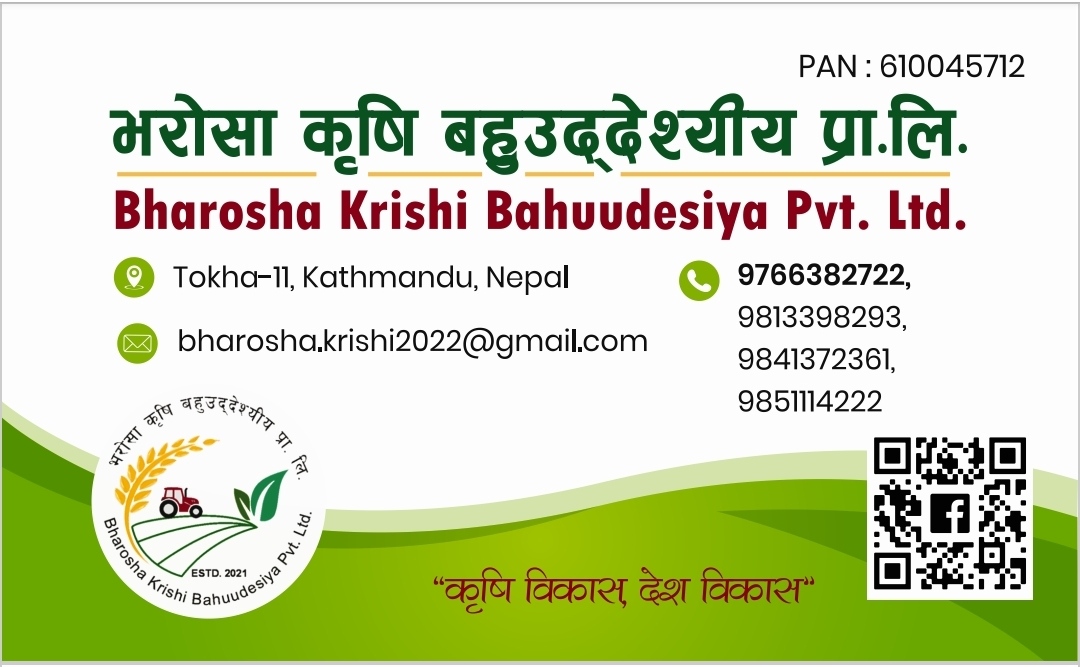 PAN : 610045712
भरोसा कृषि बहुउद्देश्यीय प्रा.लि.
Bharosha Krishi Bahuudesiya Pvt. Ltd.
Tokha-11, Kathmandu, Nepal
bharosha.krishi2022@gmail.com
9766382722,
9813398293,
9841372361,
9851114222
भरोसा कृषि बहुउद्देश्यीय प्रा. लि.
ESTD. 2021
Bharosha Krishi Bahuudesiya Pvt. Ltd.
“कृषि विकास, देश विकास“